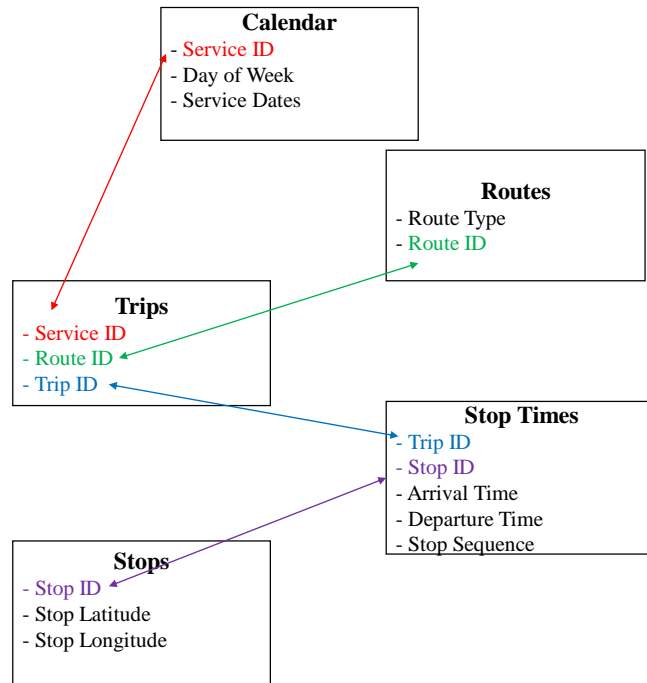 Calendar
- Service ID
- Day of Week
- Service Dates
Routes
- Route Type
- Route ID
Trips
- Service ID
- Route ID
- Trip ID
Stop Times
- Trip ID
- Stop ID
- Arrival Time
- Departure Time
- Stop Sequence
Stops
- Stop ID
- Stop Latitude
- Stop Longitude